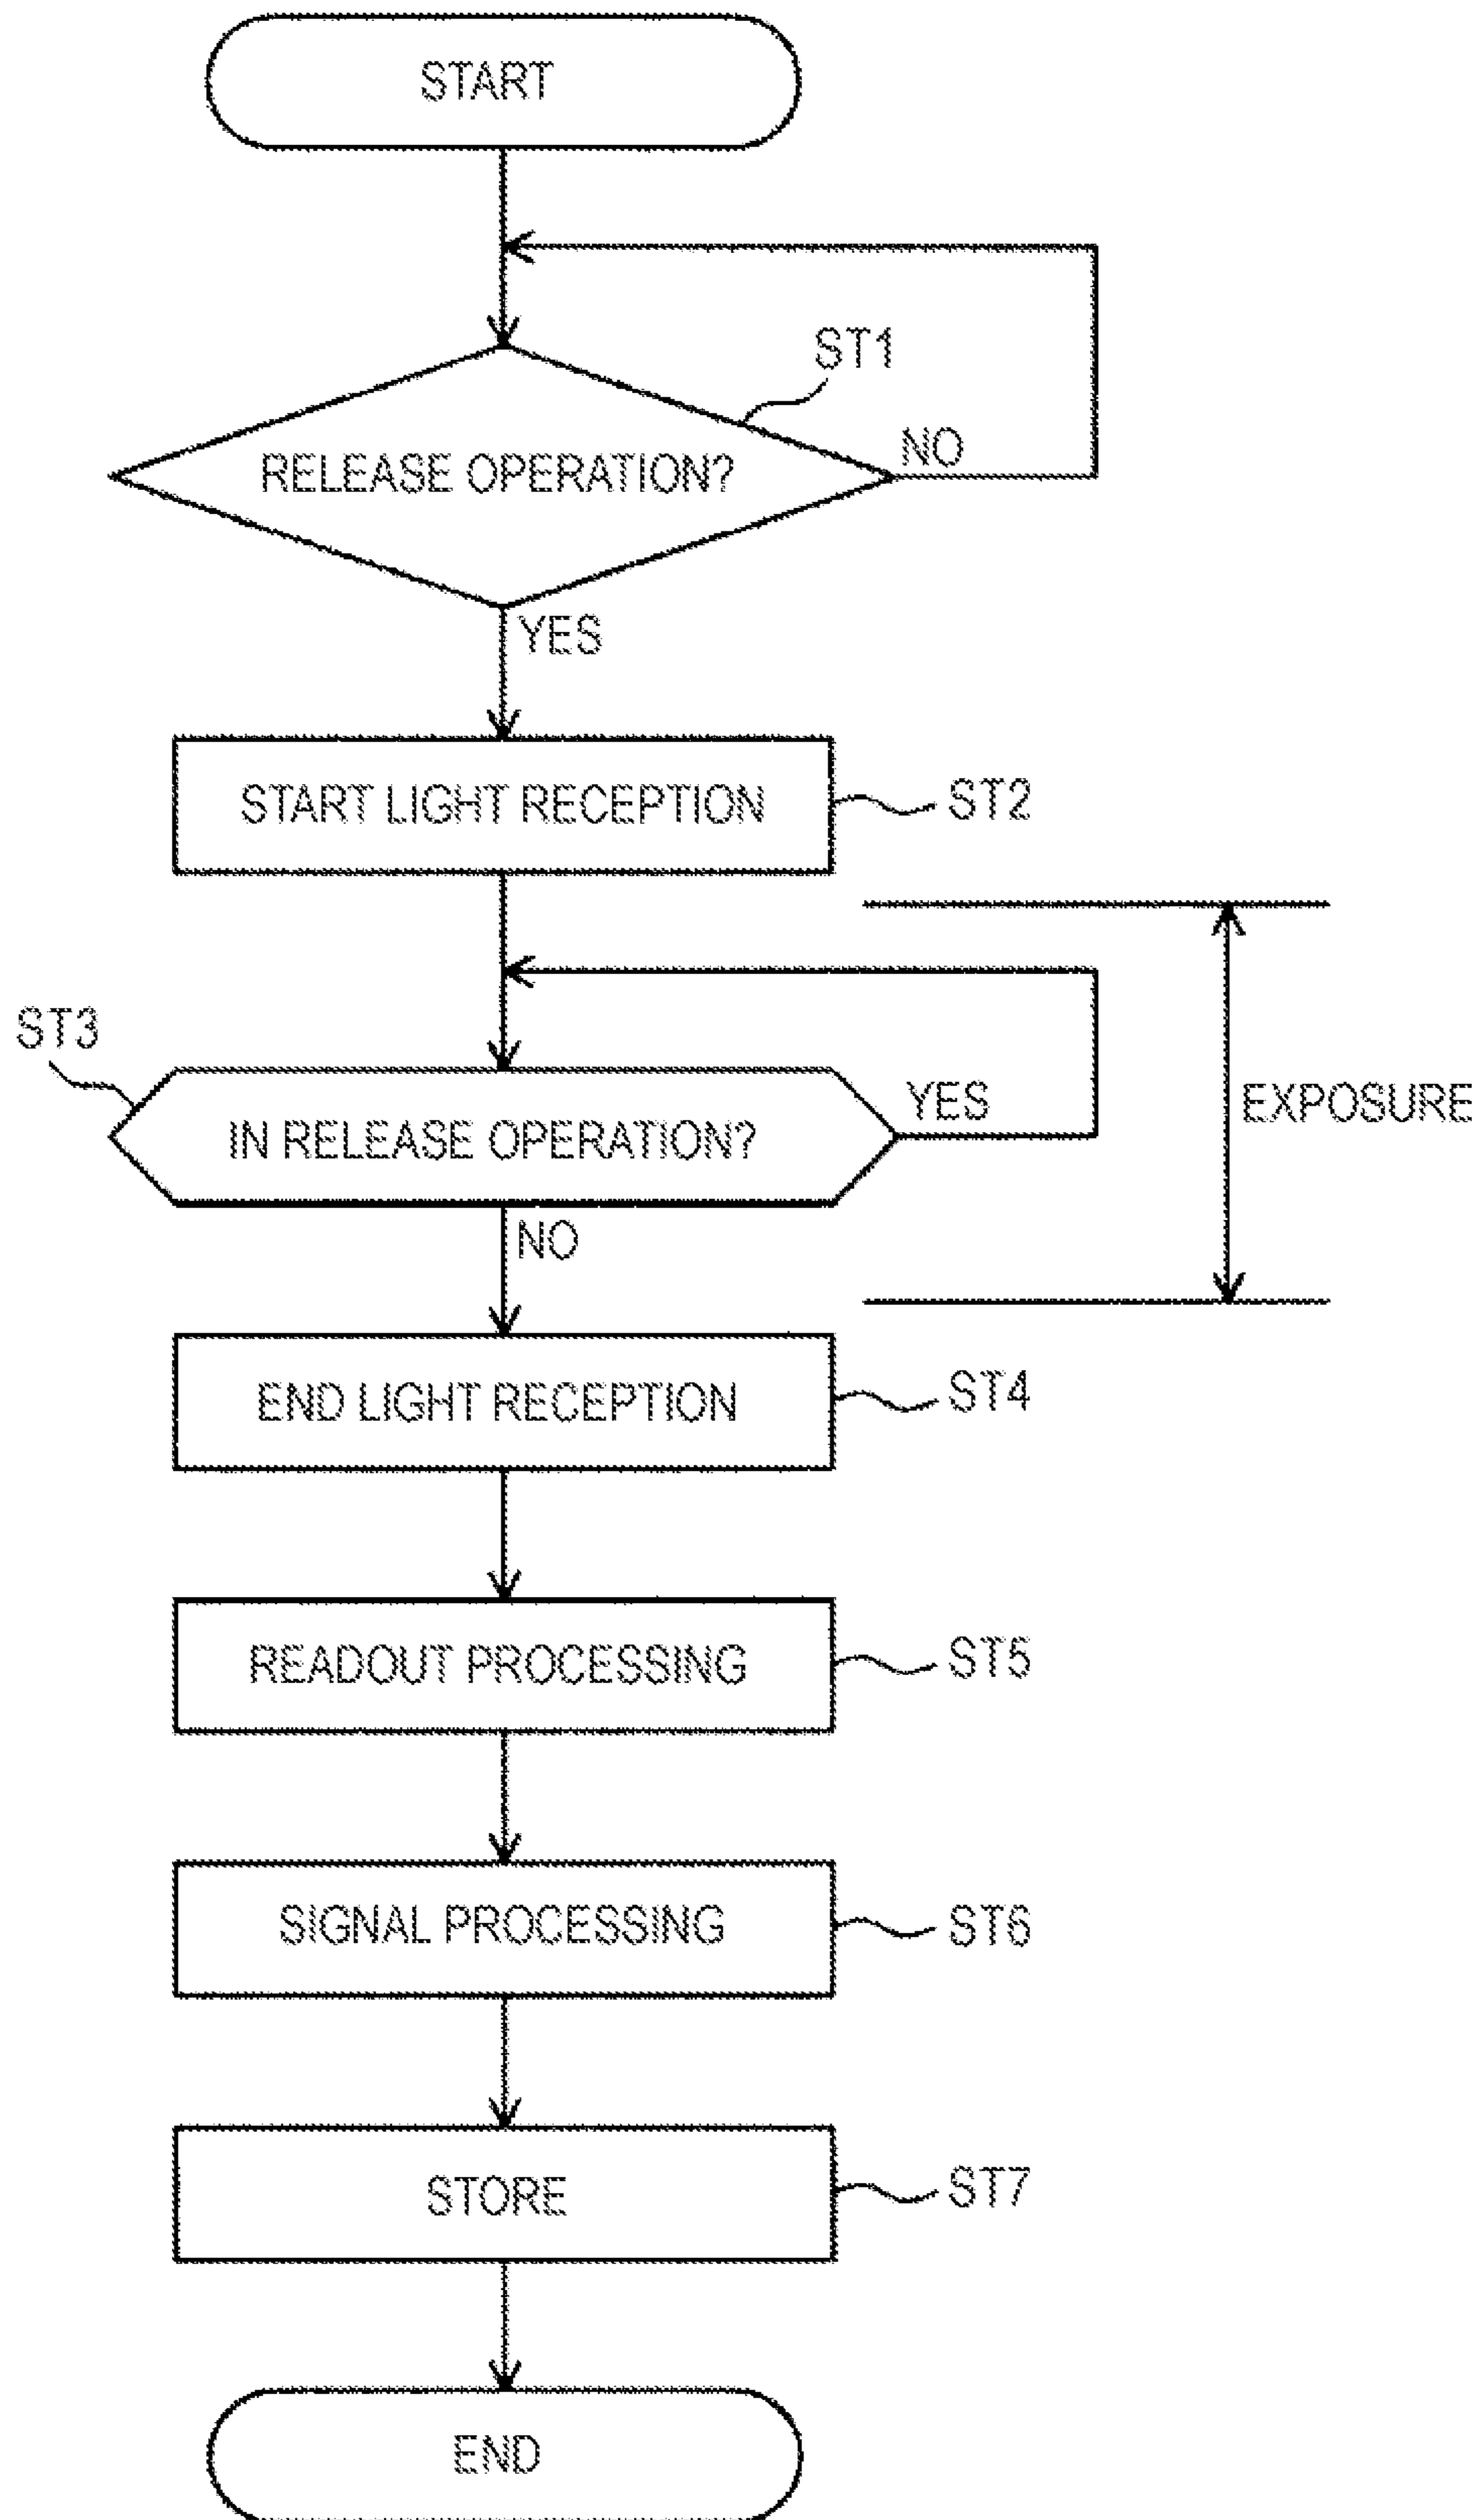 START
ST1
RELEASE OPERATION?
NO
YES
START LIGHT RECEPTION
ST2
ST3
IN RELEASE OPERATION?
YES
EXPOSURE
NO
END LIGHT RECEPTION
ST4
READOUT PROCESSING
ST5
SIGNAL PROCESSING
ST6
STORE
ST7
END